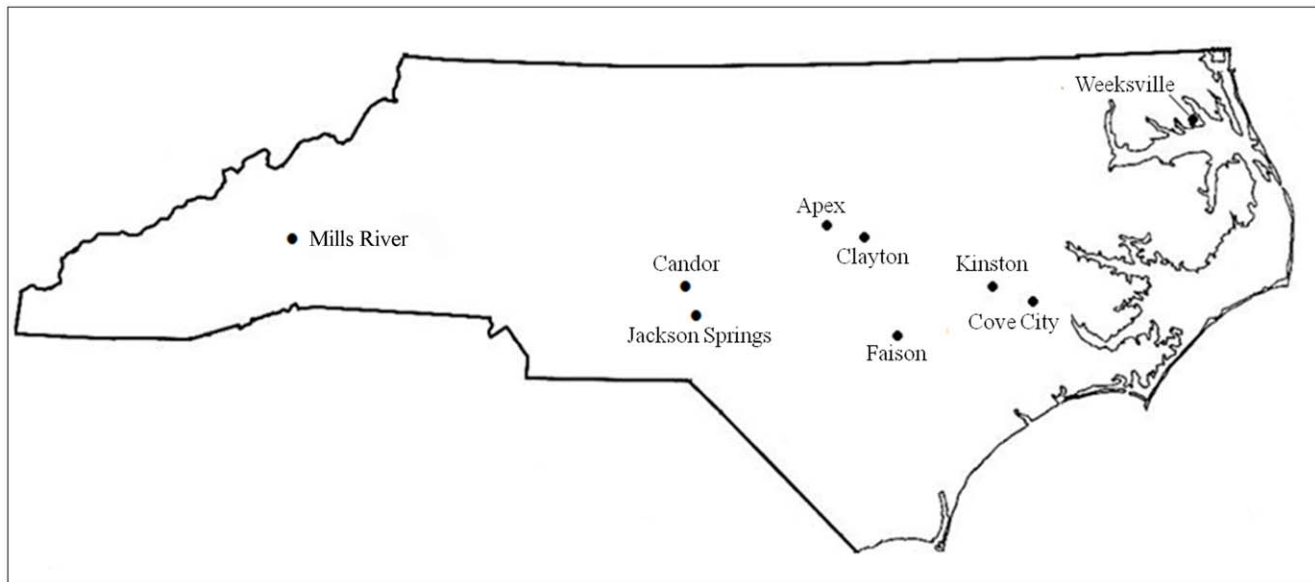 Weeksville
Apex
Mills River
Clayton
Candor
Kinston
Jackson Springs
Cove City
Faison